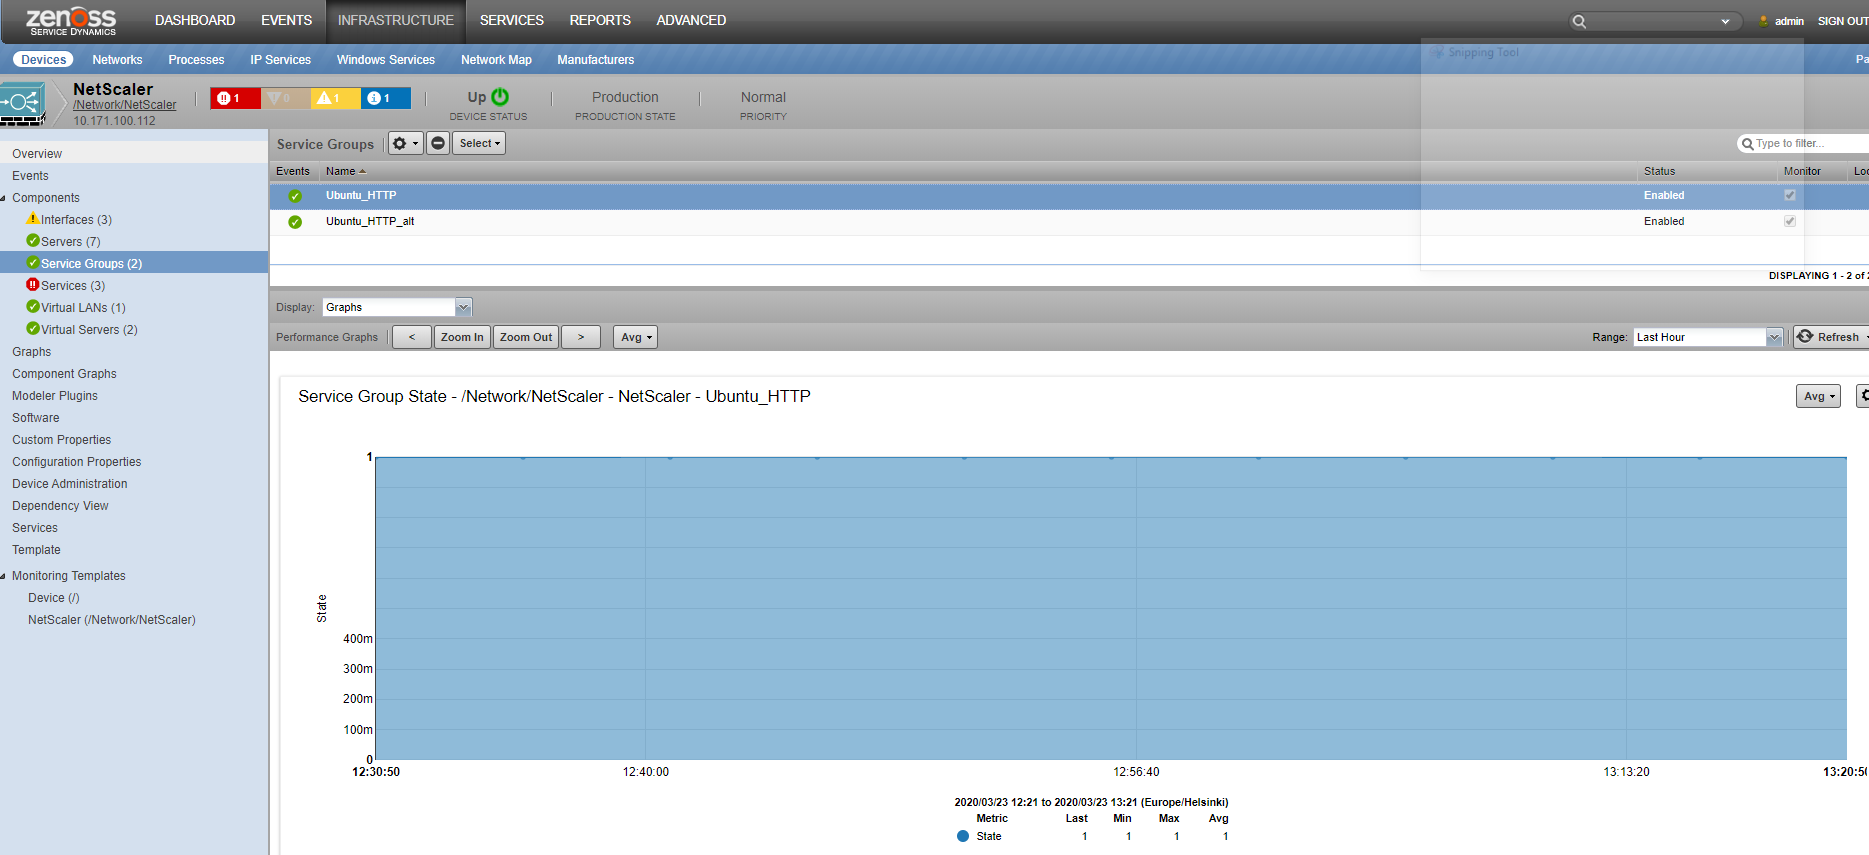 zenoss DASHBOARD EVENTS INFRASTRUCTURE SERVICES REPORTS ADVANCED admin SIGN OUT
SERVICE DYNAMICS
Devices Networks Processes IP Services Windows Services Network Map Manufacturers Pa
Snipping Tool
NetScaler
/Network/NetScaler
10.171.100.112
1 0 1 1
Up Production Normal
DEVICE STATUS PRODUCTION STATE PRIORITY
Overview
Events
Components
Interfaces (3)
Servers (7)
Service Groups (2)
Services (3)
Virtual LANs (1)
Virtual Servers (2)
Graphs
Component Graphs
Modeler Plugins
Software
Custom Properties
Configuration Properties
Device Administration
Dependency View
Services
Template
Monitoring Templates
Device (/)
NetScaler (/Network/NetScaler)
Service Groups Select Type to filter...
Events Name Status Monitor Loc
Ubuntu_HTTP Enabled
Ubuntu_HTTP_alt Enabled
DISPLAYING 1 - 2 of 2
Display: Graphs
Performance Graphs < Zoom In Zoom Out > Avg Range: Last Hour Refresh
Service Group State - /Network/NetScaler - NetScaler - Ubuntu_HTTP Avg
1
State
400m
300m
200m
100m
0
12:30:50 12:40:00 12:56:40 13:13:20 13:20:50
2020/03/23 12:21 to 2020/03/23 13:21 (Europe/Helsinki)
Metric Last Min Max Avg
State 1 1 1 1